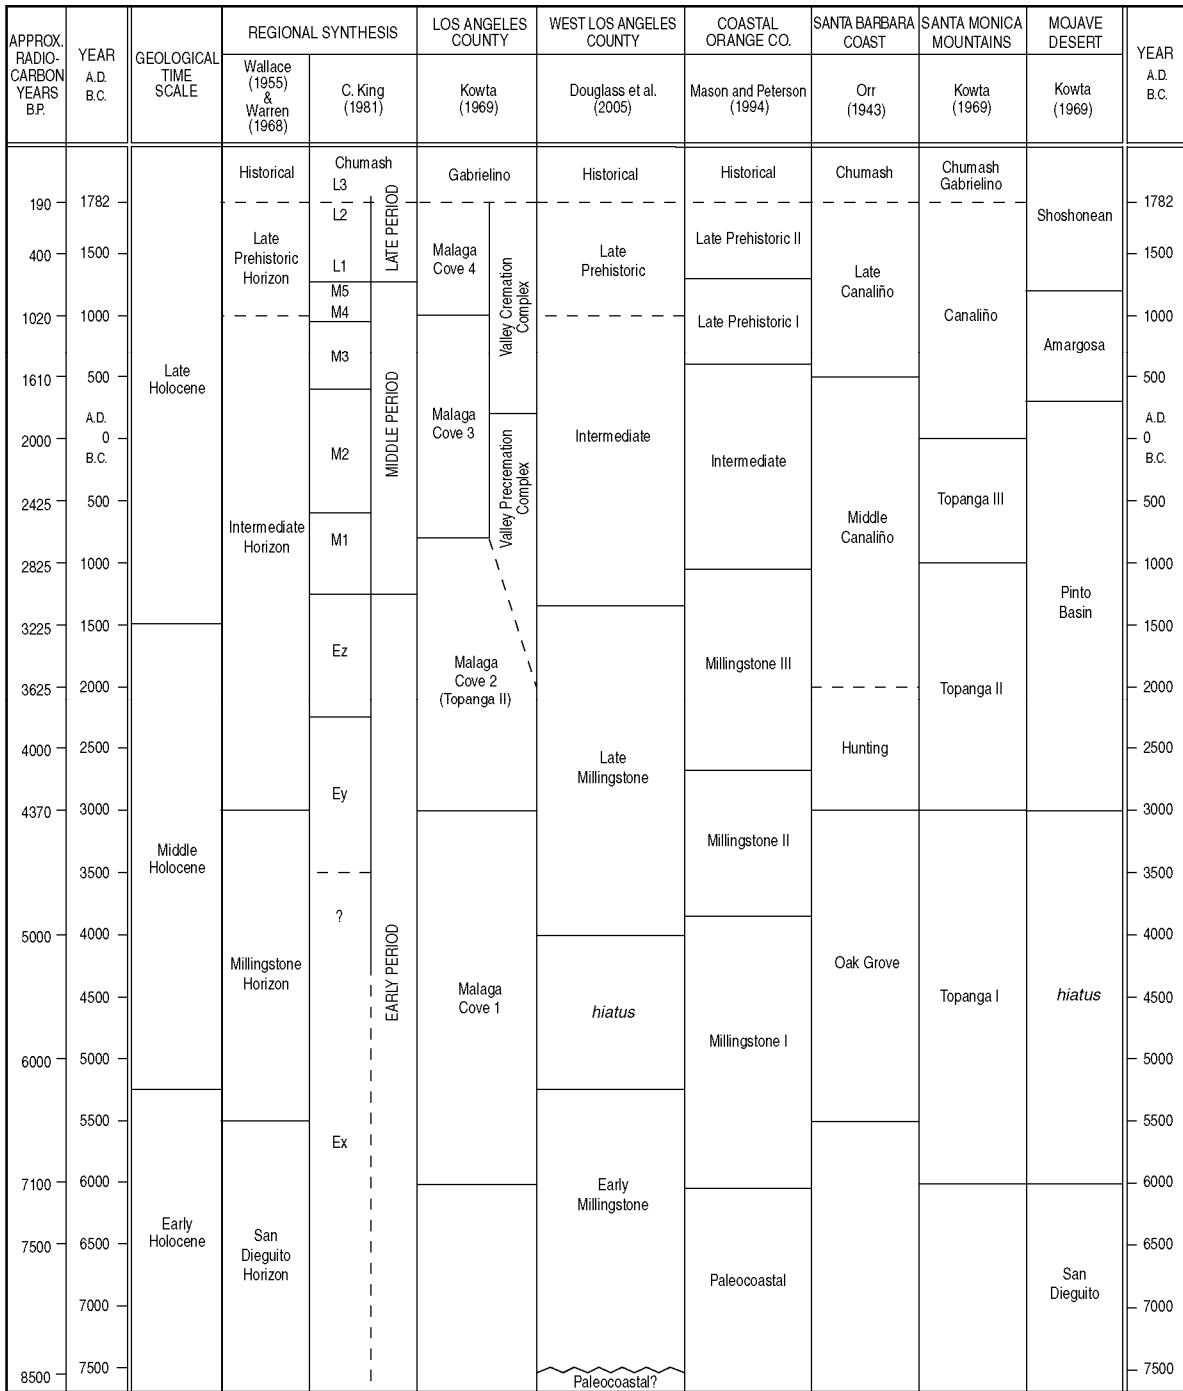 APPROX.
RADIO-
CARBON
YEARS
B.P.
YEAR
A.D.
B.C.
GEOLOGICAL
TIME
SCALE
REGIONAL SYNTHESIS
Wallace
(1955)
&
Warren
(1968)
C. King
(1981)
LOS ANGELES
COUNTY
Kowta
(1969)
WEST LOS ANGELES
COUNTY
Douglass et al.
(2005)
COASTAL
ORANGE CO.
Mason and Peterson
(1994)
SANTA BARBARA
COAST
Orr
(1943)
SANTA MONICA
MOUNTAINS
Kowta
(1969)
MOJAVE
DESERT
Kowta
(1969)
YEAR
A.D.
B.C.
190
400
1020
1610
2000
2425
2825
3225
3625
4000
4370
5000
6000
7100
7500
8500
1782
1500
1000
500
A.D.
0
B.C.
500
1000
1500
2000
2500
3000
3500
4000
4500
5000
5500
6000
6500
7000
7500
Late
Holocene
Middle
Holocene
Early
Holocene
Historical
Late
Prehistoric
Horizon
Intermediate
Horizon
Millingstone
Horizon
San
Dieguito
Horizon
Chumash
L3
L2
L1
M5
M4
M3
M2
M1
Ez
Ey
?
Ex
LATE PERIOD
MIDDLE PERIOD
EARLY PERIOD
Gabrielino
Malaga
Cove 4
Malaga
Cove 3
Malaga
Cove 2
(Topanga II)
Malaga
Cove 1
Valley Cremation
Complex
Valley Precremation
Complex
Historical
Late
Prehistoric
Intermediate
Late
Millingstone
hiatus
Early
Millingstone
Paleocoastal?
Historical
Late Prehistoric II
Late Prehistoric I
Intermediate
Millingstone III
Millingstone II
Millingstone I
Paleocoastal
Chumash
Late
Canaliño
Middle
Canaliño
Hunting
Oak Grove
Chumash
Gabrielino
Canaliño
Topanga III
Topanga II
Topanga I
Shoshonean
Amargosa
Pinto
Basin
hiatus
San
Dieguito
1782
1500
1000
500
A.D.
0
B.C.
500
1000
1500
2000
2500
3000
3500
4000
4500
5000
5500
6000
6500
7000
7500